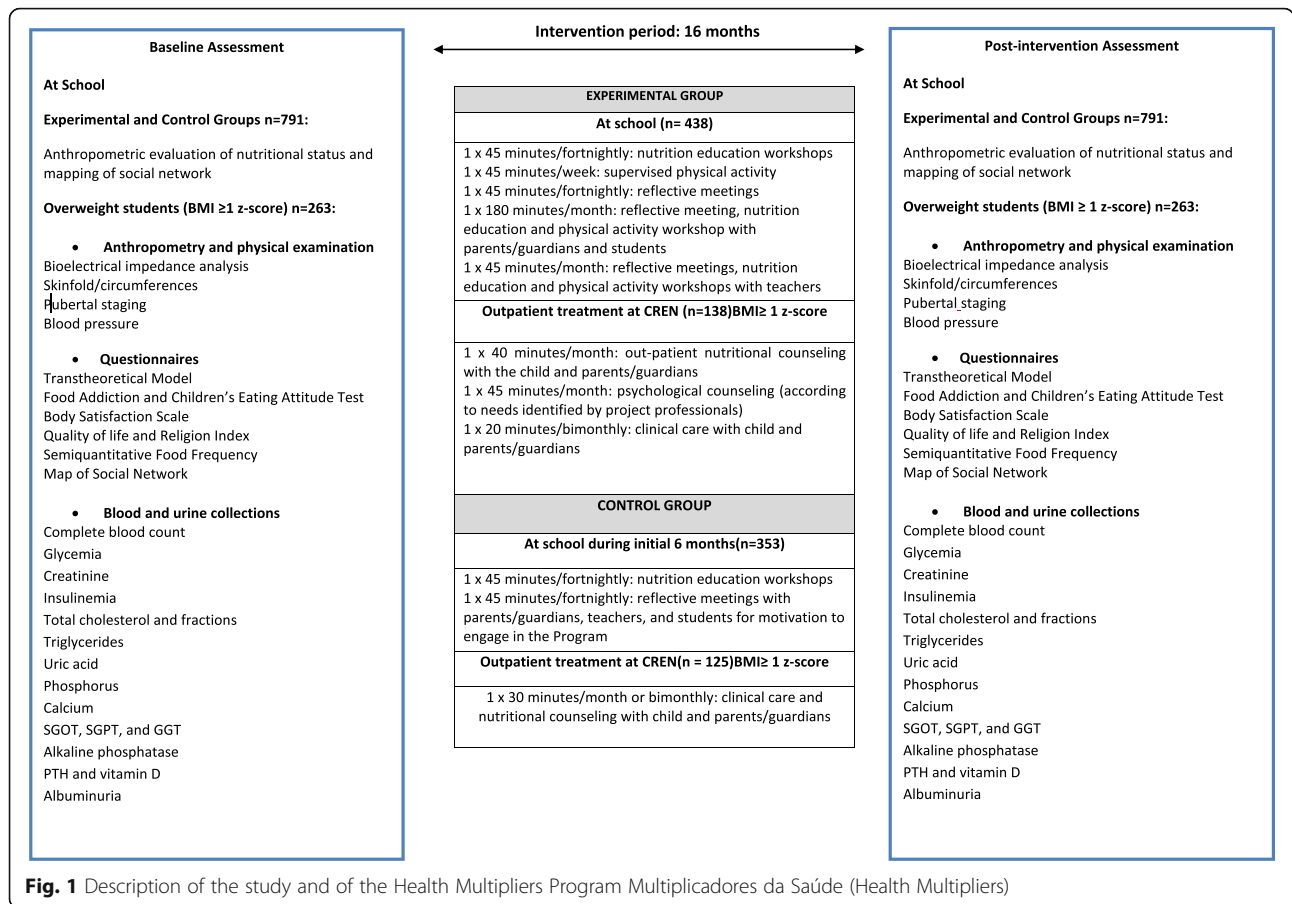 Baseline Assessment
At School
Experimental and Control Groups n=791:
Anthropometric evaluation of nutritional status and
mapping of social network
Overweight students (BMI ≥1 z-score) n=263:
• Anthropometry and physical examination
Bioelectrical impedance analysis
Skinfold/circumferences
Pubertal staging
Blood pressure
• Questionnaires
Transtheoretical Model
Food Addiction and Children’s Eating Attitude Test
Body Satisfaction Scale
Quality of life and Religion Index
Semiquantitative Food Frequency
Map of Social Network
• Blood and urine collections
Complete blood count
Glycemia
Creatinine
Insulinemia
Total cholesterol and fractions
Triglycerides
Uric acid
Phosphorus
Calcium
SGOT, SGPT, and GGT
Alkaline phosphatase
PTH and vitamin D
Albuminuria
Intervention period: 16 months
EXPERIMENTAL GROUP
At school (n= 438)
1 x 45 minutes/fortnightly: nutrition education workshops
1 x 45 minutes/week: supervised physical activity
1 x 45 minutes/fortnightly: reflective meetings
1 x 180 minutes/month: reflective meeting, nutrition
education and physical activity workshop with
parents/guardians and students
1 x 45 minutes/month: reflective meetings, nutrition
education and physical activity workshops with teachers
Outpatient treatment at CREN (n=138)BMI≥ 1 z-score
1 x 40 minutes/month: out-patient nutritional counseling
with the child and parents/guardians
1 x 45 minutes/month: psychological counseling (according
to needs identified by project professionals)
1 x 20 minutes/bimonthly: clinical care with child and
parents/guardians
CONTROL GROUP
At school during initial 6 months(n=353)
1 x 45 minutes/fortnightly: nutrition education workshops
1 x 45 minutes/fortnightly: reflective meetings with
parents/guardians, teachers, and students for motivation to
engage in the Program
Outpatient treatment at CREN(n = 125)BMI≥ 1 z-score
1 x 30 minutes/month or bimonthly: clinical care and
nutritional counseling with child and parents/guardians
Post-intervention Assessment
At School
Experimental and Control Groups n=791:
Anthropometric evaluation of nutritional status and
mapping of social network
Overweight students (BMI ≥ 1 z-score) n=263:
• Anthropometry and physical examination
Bioelectrical impedance analysis
Skinfold/circumferences
Pubertal staging
Blood pressure
• Questionnaires
Transtheoretical Model
Food Addiction and Children’s Eating Attitude Test
Body Satisfaction Scale
Quality of life and Religion Index
Semiquantitative Food Frequency
Map of Social Network
• Blood and urine collections
Complete blood count
Glycemia
Creatinine
Insulinemia
Total cholesterol and fractions
Triglycerides
Uric acid
Phosphorus
Calcium
SGOT, SGPT, and GGT
Alkaline phosphatase
PTH and vitamin D
Albuminuria
Fig. 1 Description of the study and of the Health Multipliers Program Multiplicadores da Saúde (Health Multipliers)